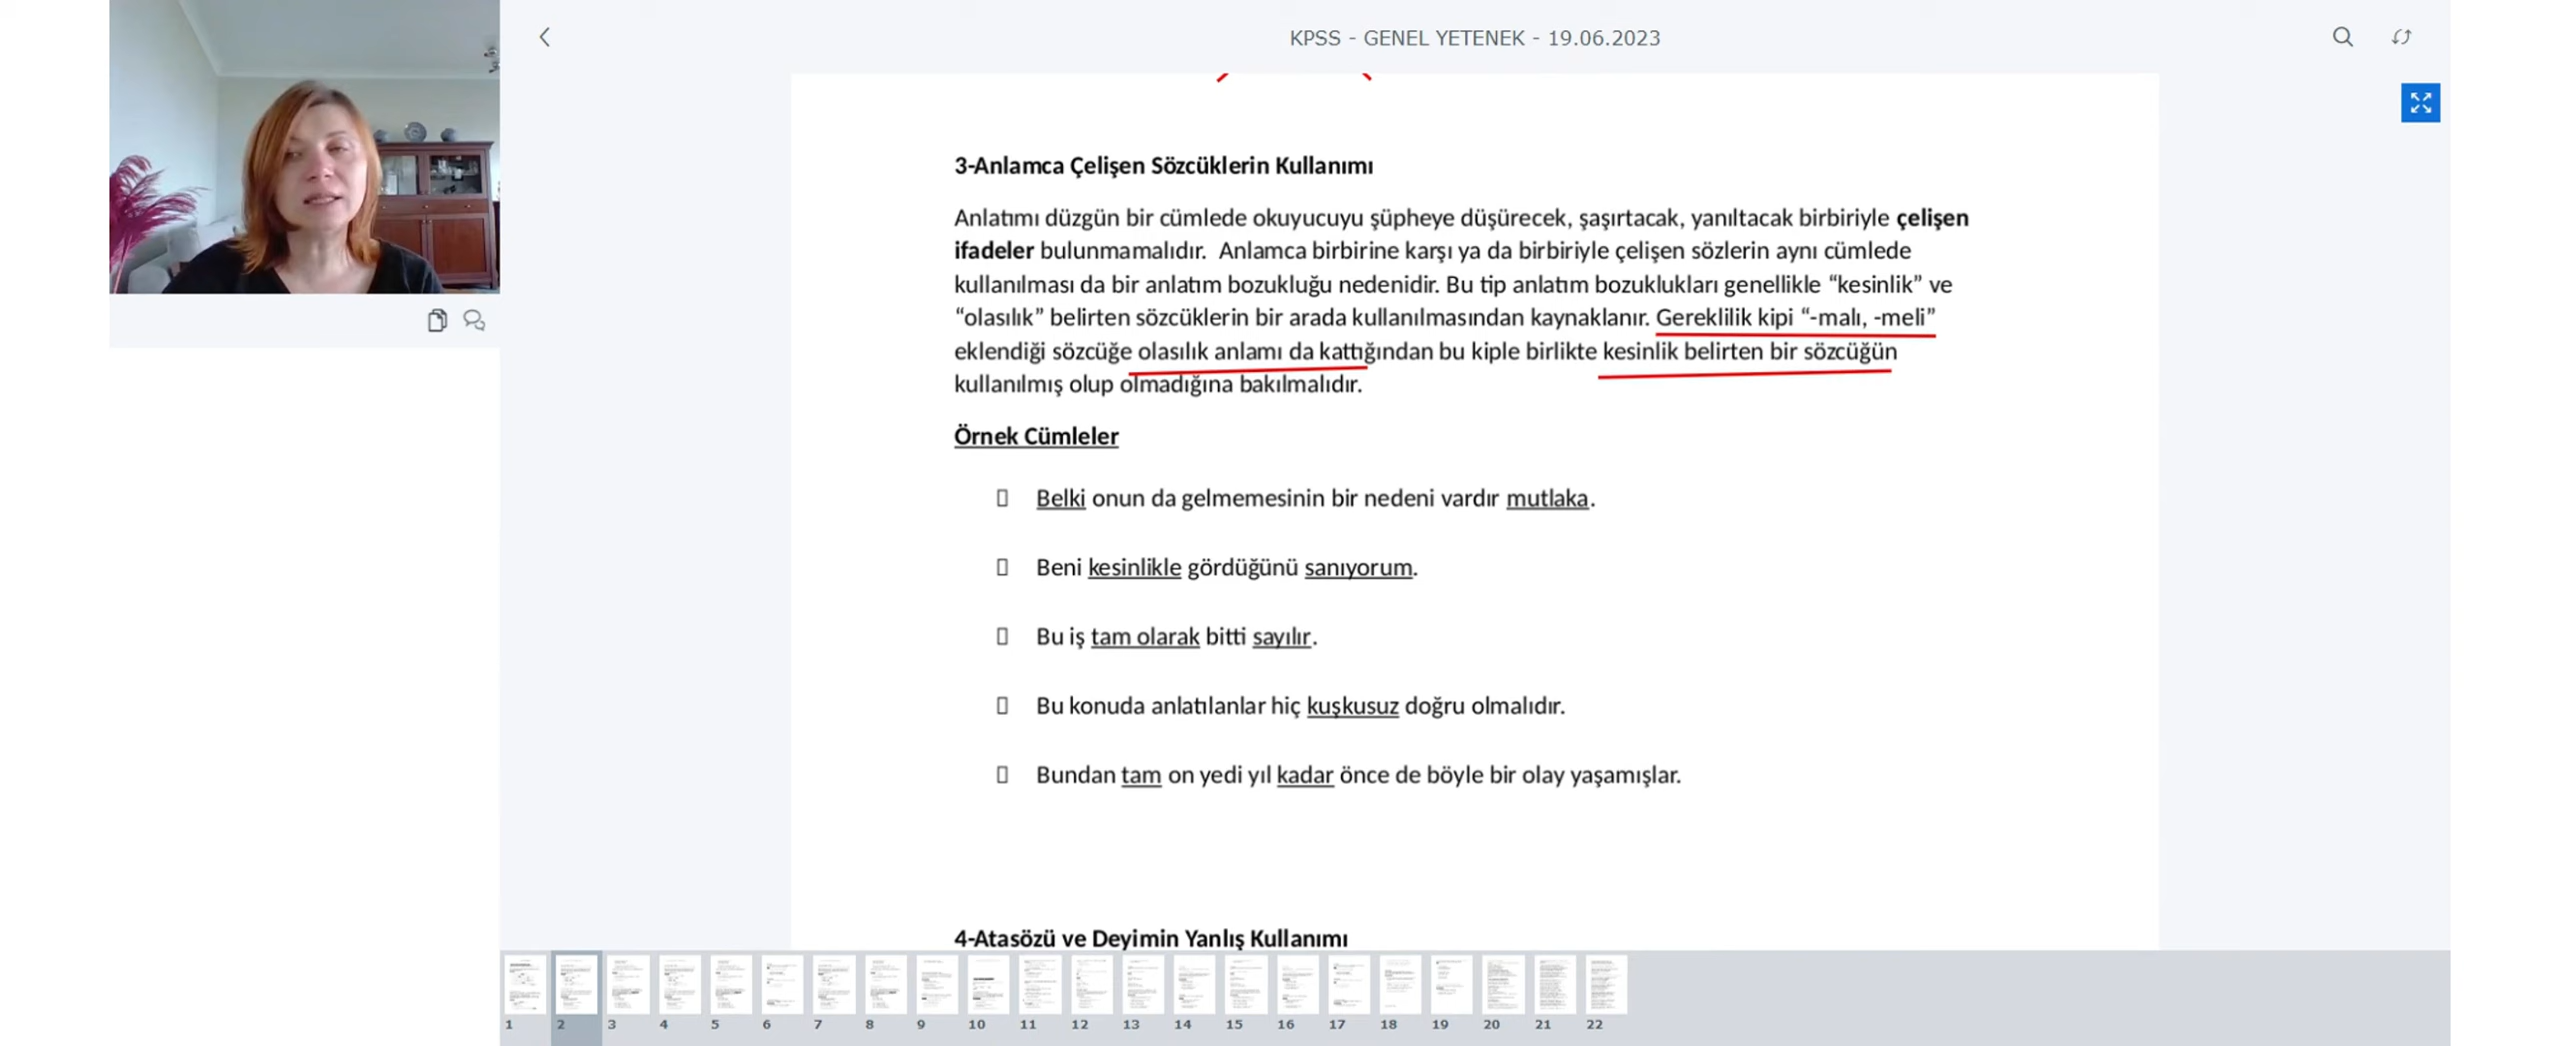 KPSS - GENEL YETENEK - 19.06.2023
3-Anlamca Çelişen Sözcüklerin Kullanımı
Anlatımı düzgün bir cümlede okuyucuyu şüpheye düşürecek, şaşırtacak, yanıltacak birbiriyle çelişen
ifadeler bulunmamalıdır. Anlamca birbirine karşı ya da birbiriyle çelişen sözlerin aynı cümlede
kullanılması da bir anlatım bozukluğu nedenidir. Bu tip anlatım bozuklukları genellikle “kesinlik” ve
“olasılık” belirten sözcüklerin bir arada kullanılmasından kaynaklanır. Gereklilik kipi “-malı, -meli”
eklendiği sözcüğe olasılık anlamı da kattığından bu kiple birlikte kesinlik belirten bir sözcüğün
kullanılmış olup olmadığına bakılmalıdır.
Örnek Cümleler
Belki onun da gelmemesinin bir nedeni vardır mutlaka.
Beni kesinlikle gördüğünü sanıyorum.
Bu iş tam olarak bitti sayılır.
Bu konuda anlatılanlar hiç kuşkusuz doğru olmalıdır.
Bundan tam on yedi yıl kadar önce de böyle bir olay yaşamışlar.
4-Atasözü ve Deyimin Yanlış Kullanımı
1 2 3 4 5 6 7 8 9 10 11 12 13 14 15 16 17 18 19 20 21 22